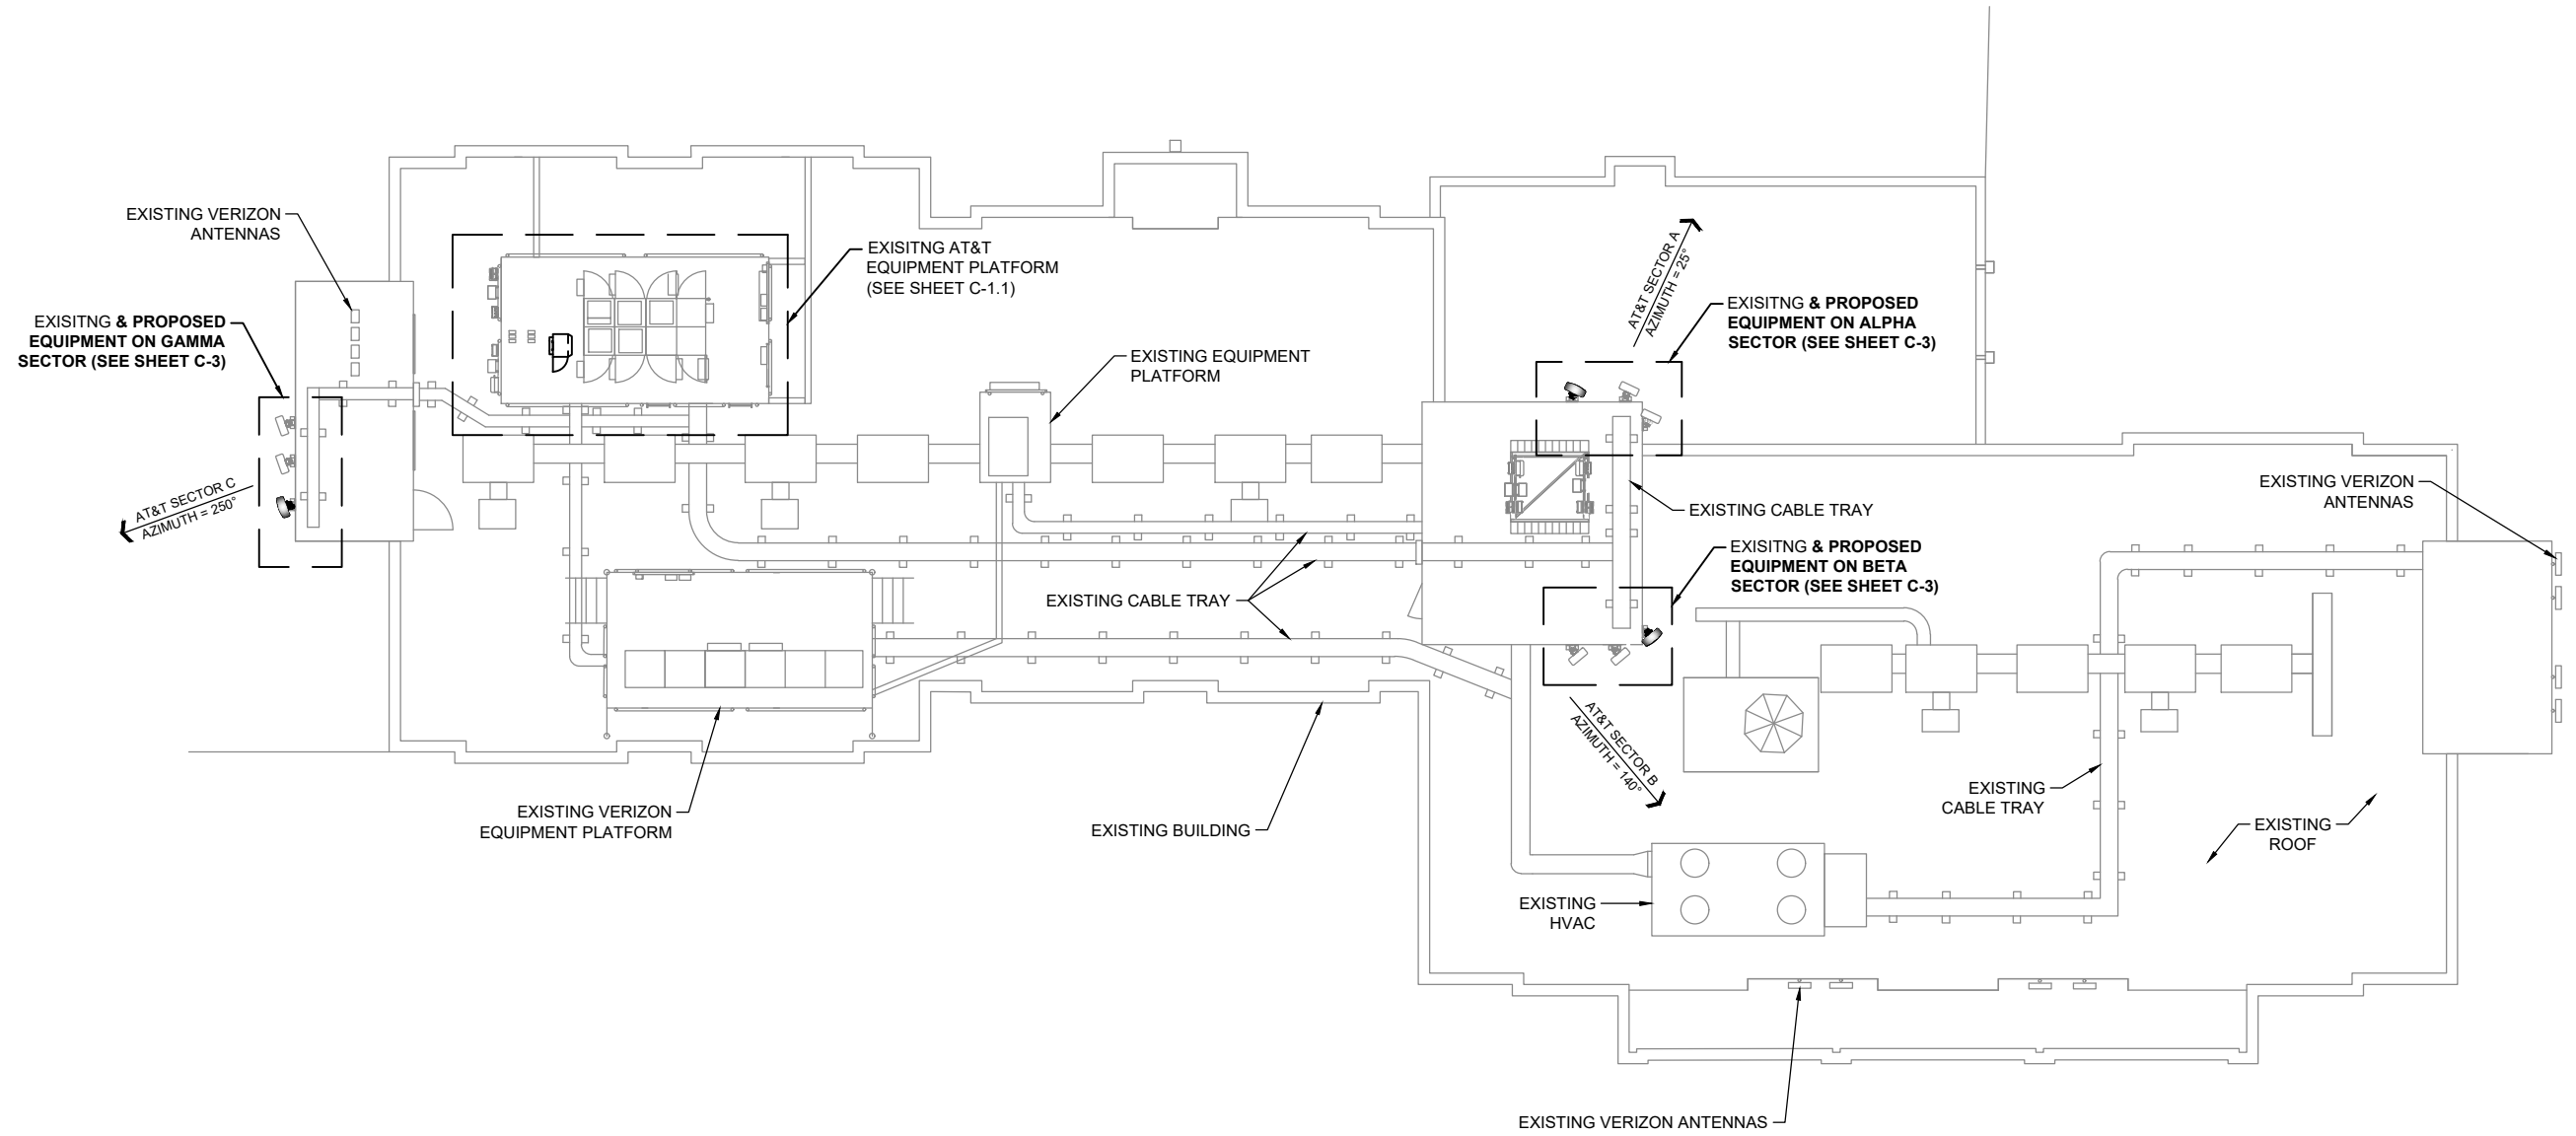 EXISTING VERIZON
ANTENNAS
EXISITNG & PROPOSED
EQUIPMENT ON GAMMA
SECTOR (SEE SHEET C-3)
AT&T SECTOR C
AZIMUTH = 250°
EXISITNG AT&T
EQUIPMENT PLATFORM
(SEE SHEET C-1.1)
EXISTING EQUIPMENT
PLATFORM
AT&T SECTOR A
AZIMUTH = 25°
EXISITNG & PROPOSED
EQUIPMENT ON ALPHA
SECTOR (SEE SHEET C-3)
EXISTING CABLE TRAY
EXISTING VERIZON
ANTENNAS
EXISITNG & PROPOSED
EQUIPMENT ON BETA
SECTOR (SEE SHEET C-3)
EXISTING CABLE TRAY
AT&T SECTOR B
AZIMUTH = 140°
EXISTING VERIZON
EQUIPMENT PLATFORM
EXISTING BUILDING
EXISTING
CABLE TRAY
EXISTING
ROOF
EXISTING
HVAC
EXISTING VERIZON ANTENNAS